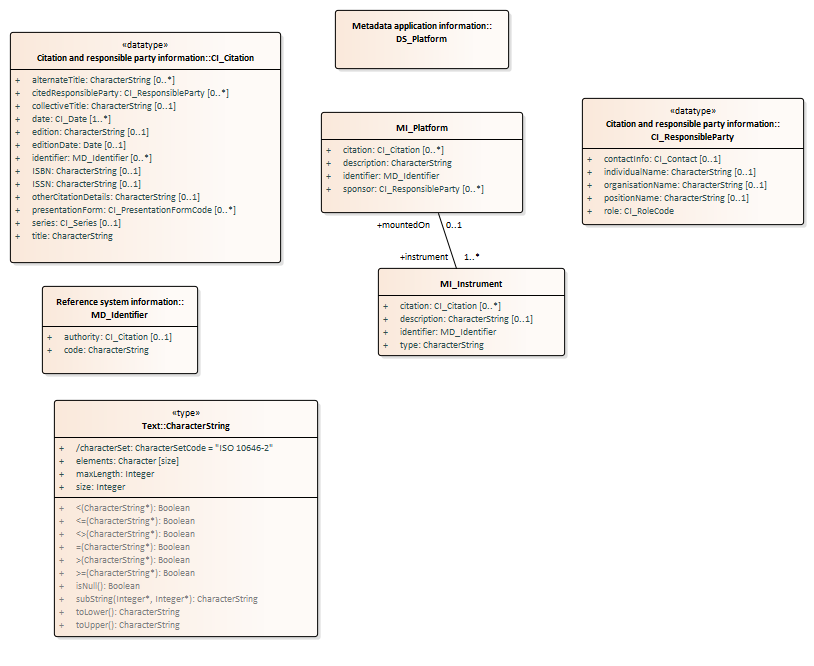 «datatype»
Citation and responsible party information::CI_Citation
+ alternateTitle: CharacterString [0..*]
+ citedResponsibleParty: CI_ResponsibleParty [0..*]
+ collectiveTitle: CharacterString [0..1]
+ date: CI_Date [1..*]
+ edition: CharacterString [0..1]
+ editionDate: Date [0..1]
+ identifier: MD_Identifier [0..*]
+ ISBN: CharacterString [0..1]
+ ISSN: CharacterString [0..1]
+ otherCitationDetails: CharacterString [0..1]
+ presentationForm: CI_PresentationFormCode [0..*]
+ series: CI_Series [0..1]
+ title: CharacterString
Metadata application information::
DS_Platform
MI_Platform
+ citation: CI_Citation [0..*]
+ description: CharacterString
+ identifier: MD_Identifier
+ sponsor: CI_ResponsibleParty [0..*]
«datatype»
Citation and responsible party information::
CI_ResponsibleParty
+ contactInfo: CI_Contact [0..1]
+ individualName: CharacterString [0..1]
+ organisationName: CharacterString [0..1]
+ positionName: CharacterString [0..1]
+ role: CI_RoleCode
+mountedOn 0..1
+instrument 1..*
MI_Instrument
+ citation: CI_Citation [0..*]
+ description: CharacterString [0..1]
+ identifier: MD_Identifier
+ type: CharacterString
Reference system information::
MD_Identifier
+ authority: CI_Citation [0..1]
+ code: CharacterString
«type»
Text::CharacterString
+ /characterSet: CharacterSetCode = "ISO 10646-2"
+ elements: Character [size]
+ maxLength: Integer
+ size: Integer
+ <(CharacterString*): Boolean
+ <=(CharacterString*): Boolean
+ <>(CharacterString*): Boolean
+ =(CharacterString*): Boolean
+ >(CharacterString*): Boolean
+ >=(CharacterString*): Boolean
+ isNull(): Boolean
+ subString(Integer*, Integer*): CharacterString
+ toLower(): CharacterString
+ toUpper(): CharacterString